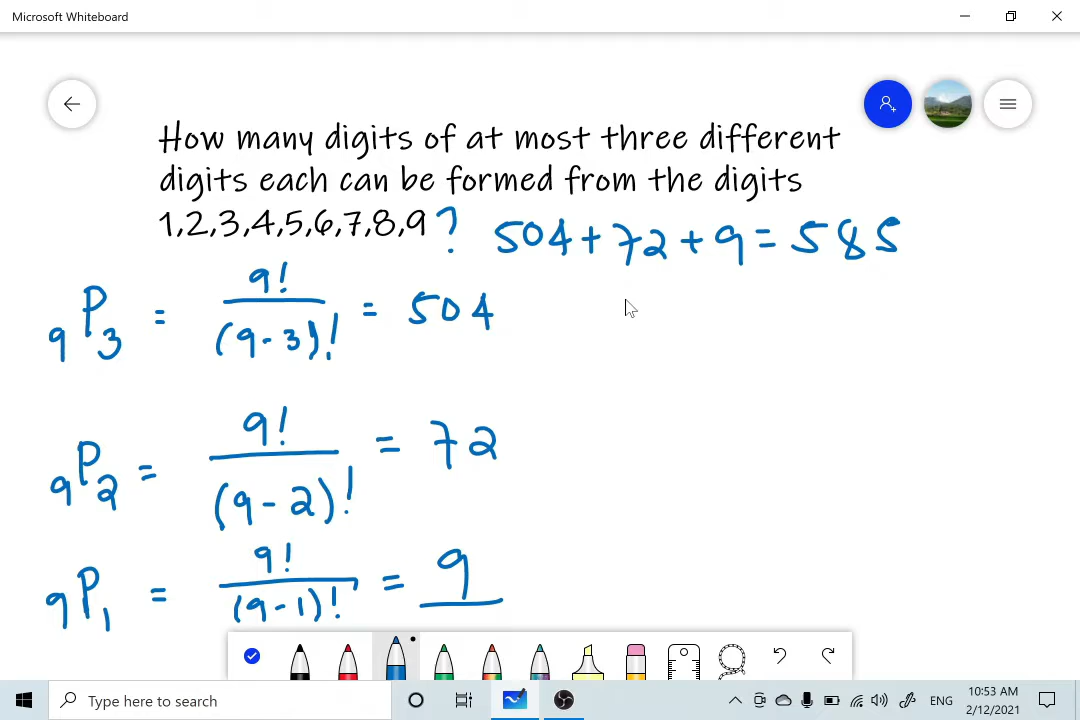 Microsoft Whiteboard
How many digits of at most three different
digits each can be formed from the digits
1,2,3,4,5,6,7,8,9 ?
504 + 72 + 9 = 585
9P3 = 9! / (9-3)! = 504
9P2 = 9! / (9-2)! = 72
9P1 = 9! / (9-1)! = 9
Type here to search
ENG
10:53 AM
2/12/2021